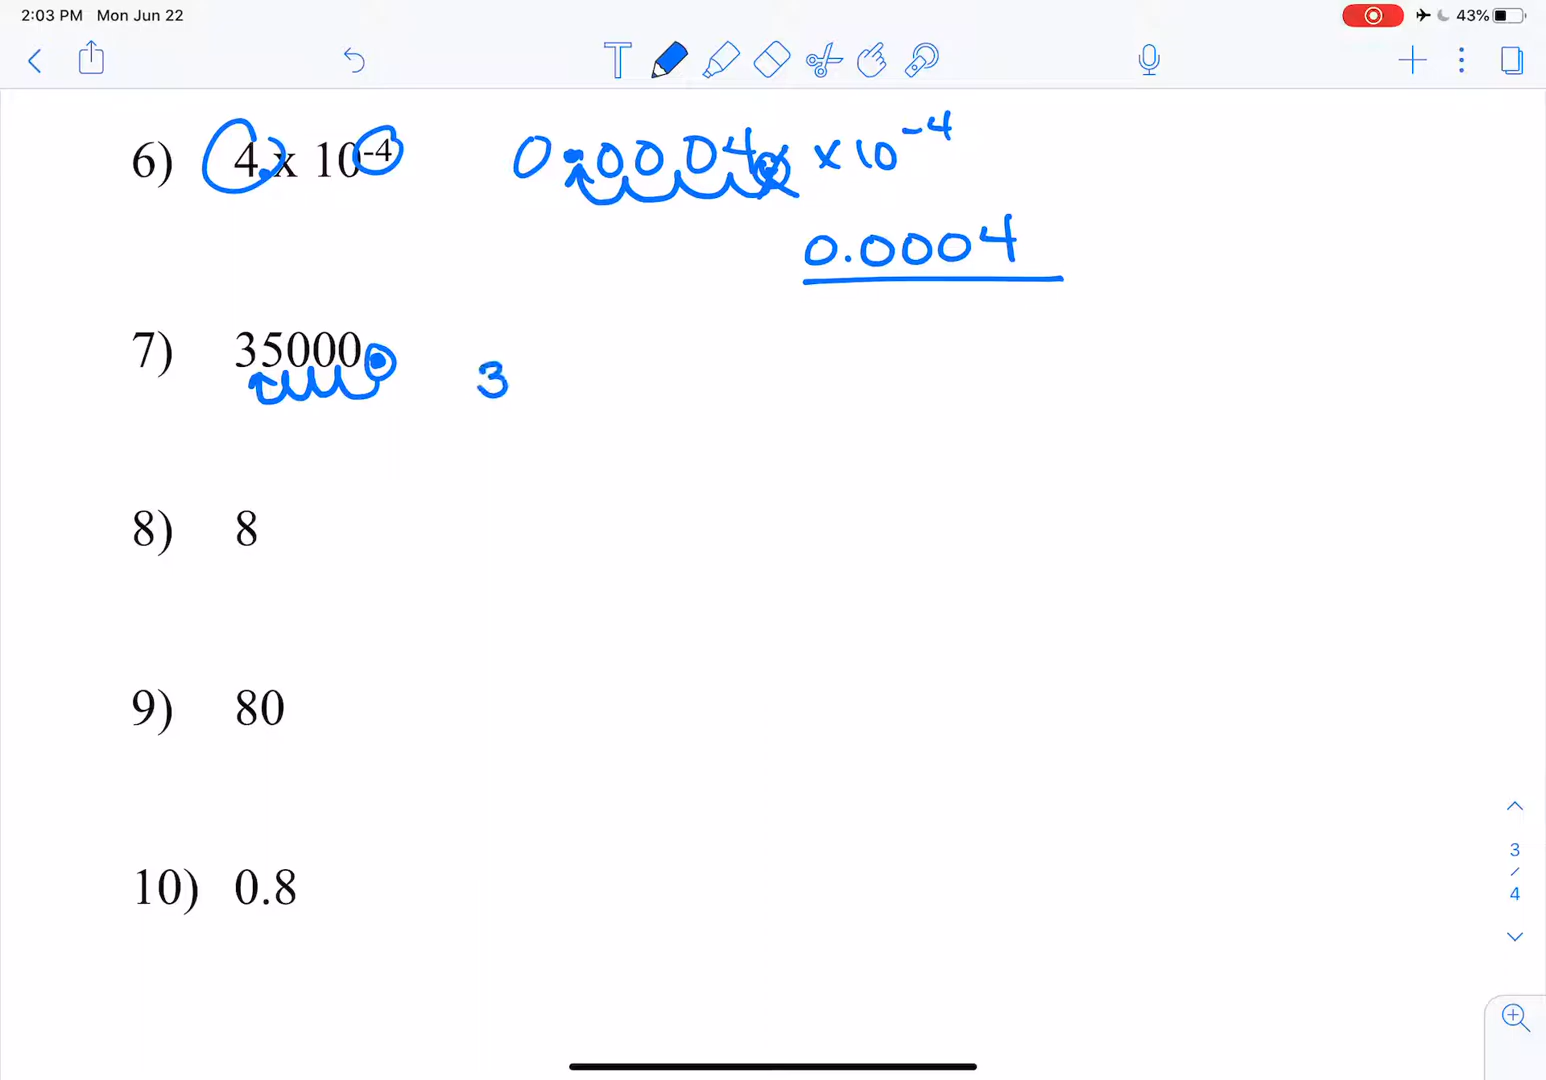 2:03 PM Mon Jun 22
43%
6) 4. x 10-4 0.0004 x 10-4
0.0004
7) 35000. 3
8) 8
9) 80
3
/
4
10) 0.8